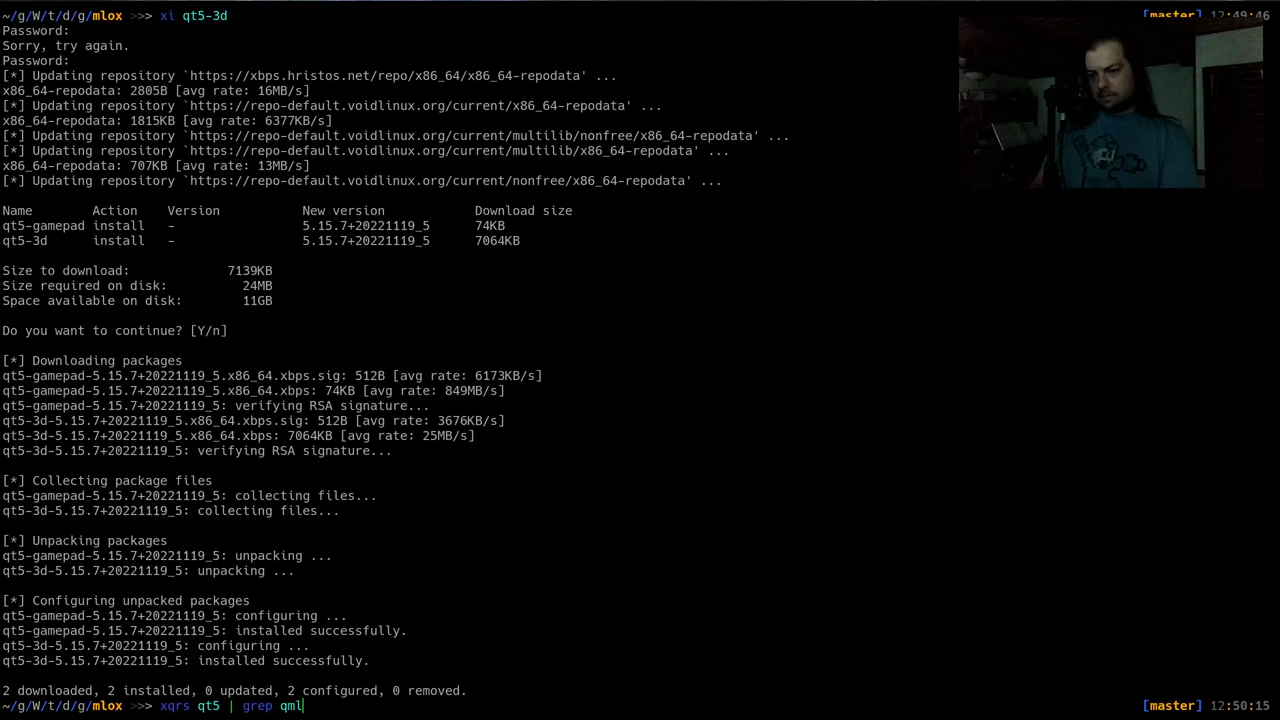 ~/g/W/t/d/g/mlox >>> xi qt5-3d [master] 12:49:46
Password:
Sorry, try again.
Password:
[*] Updating repository `https://xbps.hristos.net/repo/x86_64/x86_64-repodata' ...
x86_64-repodata: 2805B [avg rate: 16MB/s]
[*] Updating repository `https://repo-default.voidlinux.org/current/x86_64-repodata' ...
x86_64-repodata: 1815KB [avg rate: 6377KB/s]
[*] Updating repository `https://repo-default.voidlinux.org/current/multilib/nonfree/x86_64-repodata' ...
[*] Updating repository `https://repo-default.voidlinux.org/current/multilib/x86_64-repodata' ...
x86_64-repodata: 707KB [avg rate: 13MB/s]
[*] Updating repository `https://repo-default.voidlinux.org/current/nonfree/x86_64-repodata' ...
Name Action Version New version Download size
qt5-gamepad install - 5.15.7+20221119_5 74KB
qt5-3d install - 5.15.7+20221119_5 7064KB
Size to download: 7139KB
Size required on disk: 24MB
Space available on disk: 11GB
Do you want to continue? [Y/n]
[*] Downloading packages
qt5-gamepad-5.15.7+20221119_5.x86_64.xbps.sig: 512B [avg rate: 6173KB/s]
qt5-gamepad-5.15.7+20221119_5.x86_64.xbps: 74KB [avg rate: 849MB/s]
qt5-gamepad-5.15.7+20221119_5: verifying RSA signature...
qt5-3d-5.15.7+20221119_5.x86_64.xbps.sig: 512B [avg rate: 3676KB/s]
qt5-3d-5.15.7+20221119_5.x86_64.xbps: 7064KB [avg rate: 25MB/s]
qt5-3d-5.15.7+20221119_5: verifying RSA signature...
[*] Collecting package files
qt5-gamepad-5.15.7+20221119_5: collecting files...
qt5-3d-5.15.7+20221119_5: collecting files...
[*] Unpacking packages
qt5-gamepad-5.15.7+20221119_5: unpacking ...
qt5-3d-5.15.7+20221119_5: unpacking ...
[*] Configuring unpacked packages
qt5-gamepad-5.15.7+20221119_5: configuring ...
qt5-gamepad-5.15.7+20221119_5: installed successfully.
qt5-3d-5.15.7+20221119_5: configuring ...
qt5-3d-5.15.7+20221119_5: installed successfully.
2 downloaded, 2 installed, 0 updated, 2 configured, 0 removed.
~/g/W/t/d/g/mlox >>> xqrs qt5 | grep qml [master] 12:50:15